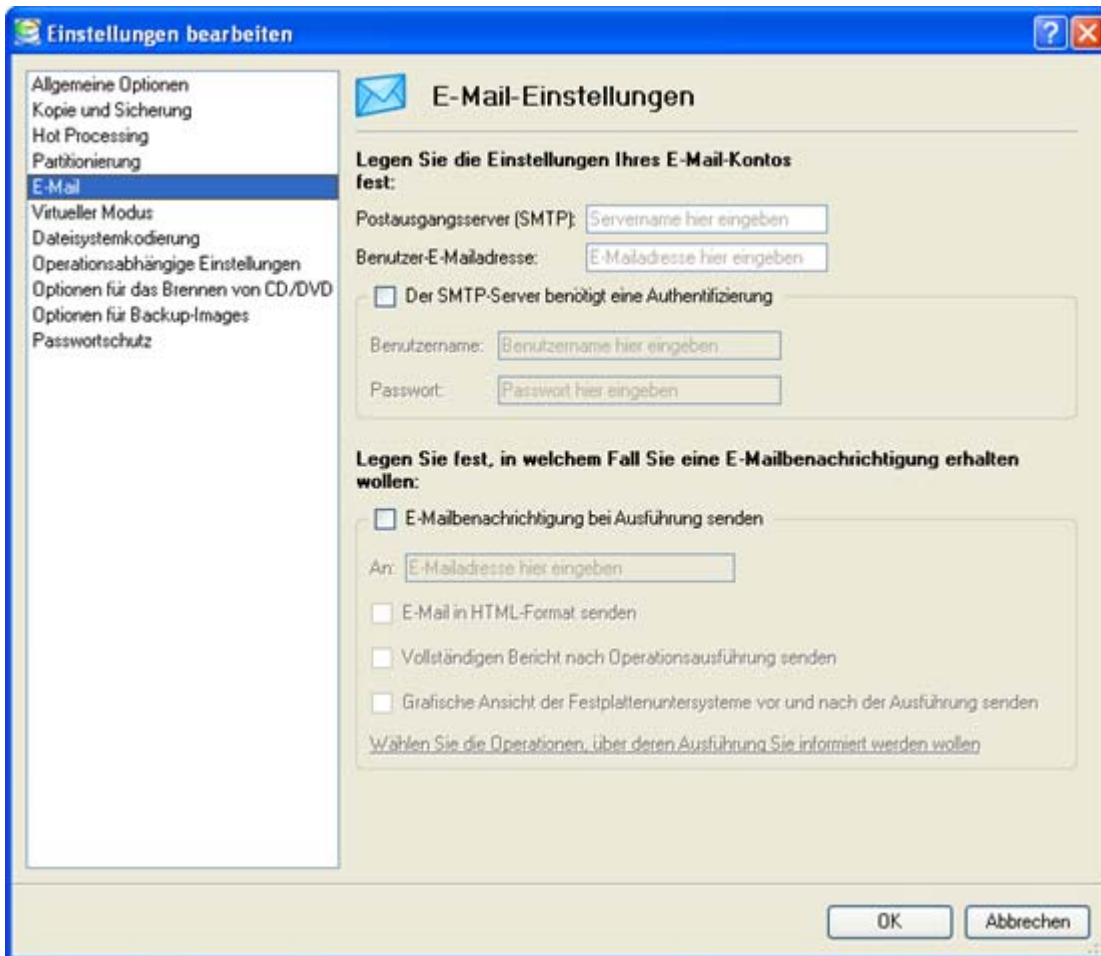 Einstellungen bearbeiten
Allgemeine Optionen
Kopie und Sicherung
Hot Processing
Partitionierung
E-Mail
Virtueller Modus
Dateisystemkodierung
Operationsabhängige Einstellungen
Optionen für das Brennen von CD/DVD
Optionen für Backup-Images
Passwortschutz
E-Mail-Einstellungen
Legen Sie die Einstellungen Ihres E-Mail-Kontos
fest:
Postausgangsserver (SMTP): Servername hier eingeben
Benutzer-E-Mailadresse: E-Mailadresse hier eingeben
Der SMTP-Server benötigt eine Authentifizierung
Benutzername: Benutzername hier eingeben
Passwort: Passwort hier eingeben
Legen Sie fest, in welchem Fall Sie eine E-Mailbenachrichtigung erhalten
wollen:
E-Mailbenachrichtigung bei Ausführung senden
An: E-Mailadresse hier eingeben
E-Mail in HTML-Format senden
Vollständigen Bericht nach Operationsausführung senden
Grafische Ansicht der Festplattenuntersysteme vor und nach der Ausführung senden
Wählen Sie die Operationen, über deren Ausführung Sie informiert werden wollen
OK
Abbrechen